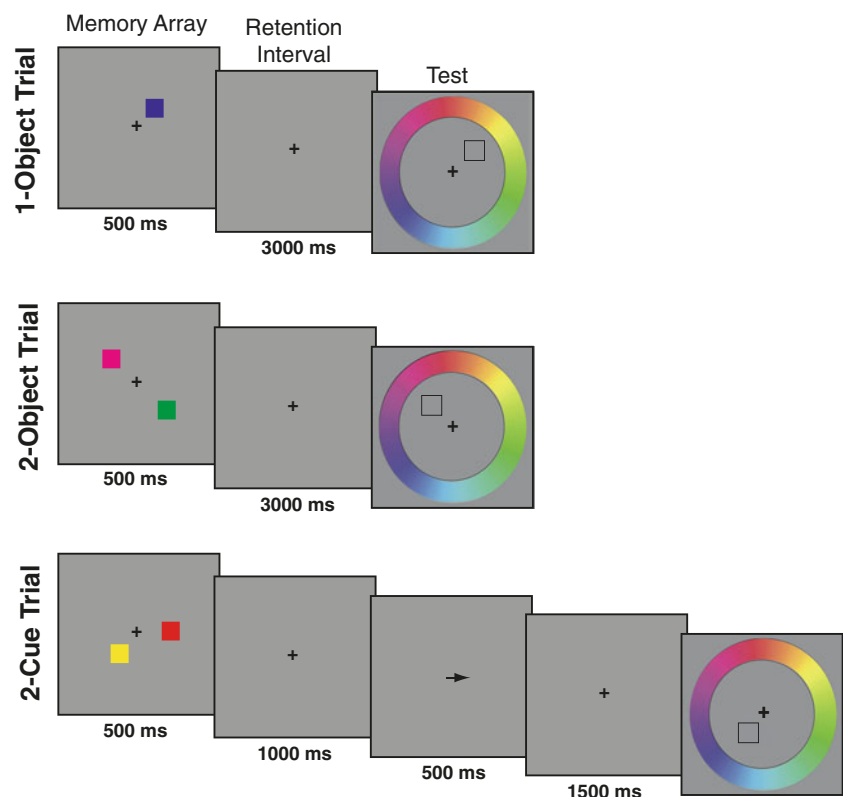 Memory Array
Retention
Interval
Test
1-Object Trial
500 ms
3000 ms
2-Object Trial
500 ms
3000 ms
2-Cue Trial
500 ms
1000 ms
500 ms
1500 ms